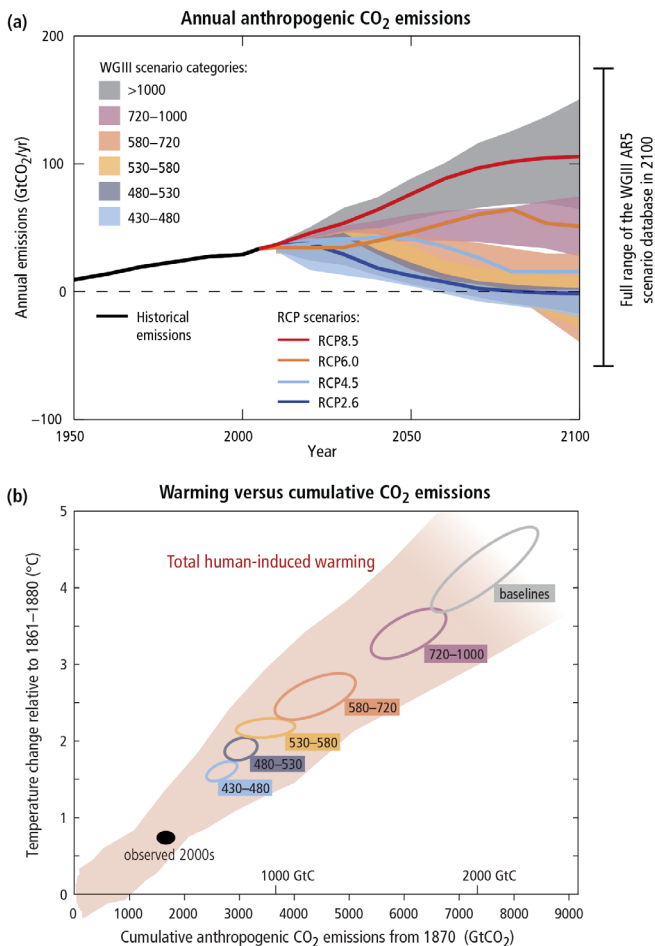 (a)
Annual anthropogenic CO₂ emissions
200
WGIII scenario categories:
>1000
720–1000
580–720
530–580
480–530
430–480
100
0
−100
Annual emissions (GtCO₂/yr)
Historical
emissions
RCP scenarios:
RCP8.5
RCP6.0
RCP4.5
RCP2.6
1950
2000
2050
2100
Year
Full range of the WGIII AR5
scenario database in 2100
(b)
Warming versus cumulative CO₂ emissions
5
4
3
2
1
0
Temperature change relative to 1861–1880 (°C)
Total human-induced warming
baselines
720–1000
580–720
530–580
480–530
430–480
observed 2000s
1000 GtC
2000 GtC
0
1000
2000
3000
4000
5000
6000
7000
8000
9000
Cumulative anthropogenic CO₂ emissions from 1870 (GtCO₂)